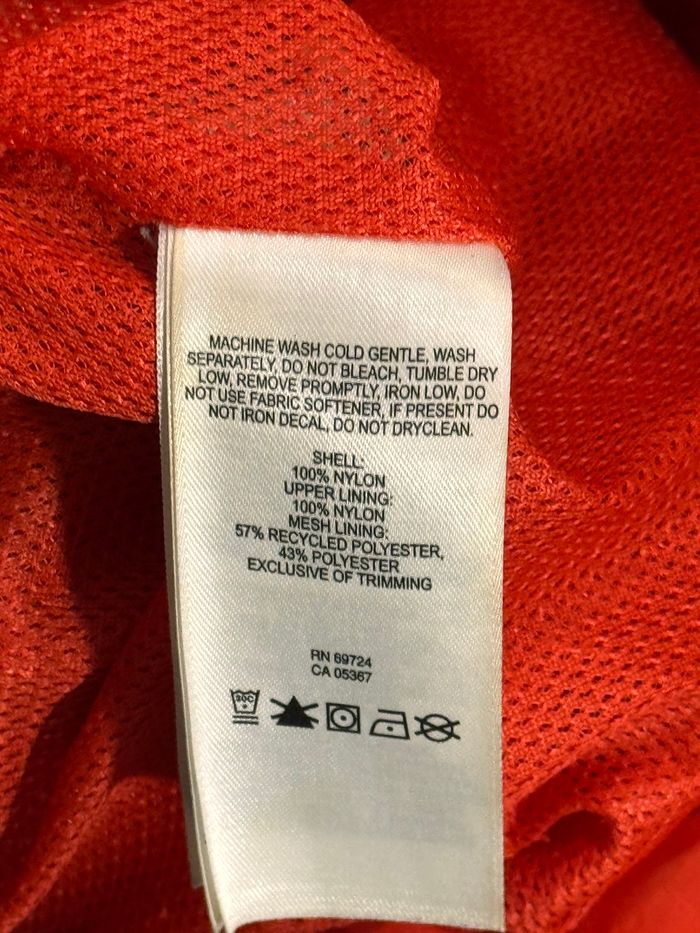 MACHINE WASH COLD GENTLE, WASH
SEPARATELY, DO NOT BLEACH, TUMBLE DRY
LOW, REMOVE PROMPTLY, IRON LOW, DO
NOT USE FABRIC SOFTENER, IF PRESENT DO
NOT IRON DECAL, DO NOT DRYCLEAN.
SHELL:
100% NYLON
UPPER LINING:
100% NYLON
MESH LINING:
57% RECYCLED POLYESTER,
43% POLYESTER
EXCLUSIVE OF TRIMMING
RN 69724
CA 05367
30C